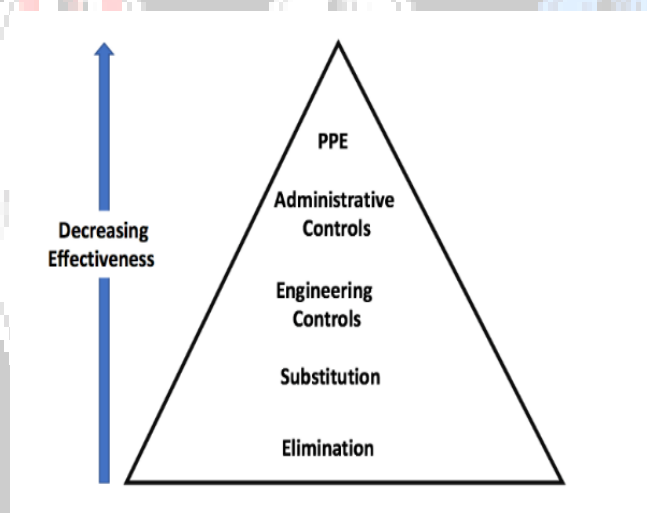 PPE
Administrative
Controls
Decreasing
Effectiveness
Engineering
Controls
Substitution
Elimination